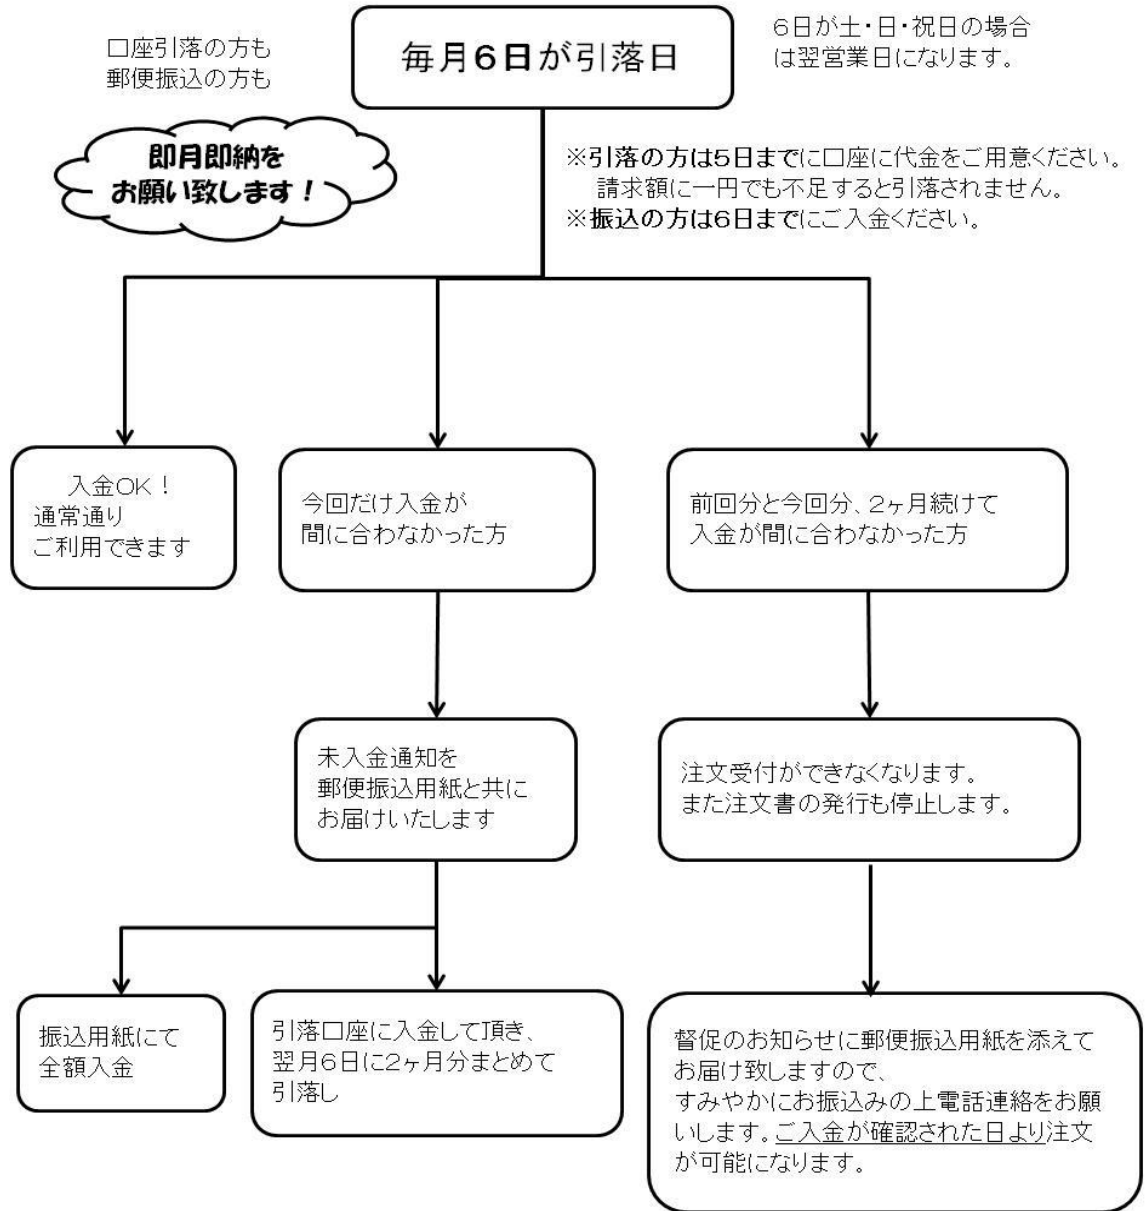 口座引落の方も
郵便振込の方も
毎月6日が引落日
6日が土・日・祝日の場合
は翌営業日になります。
即月即納を
お願い致します！
※引落の方は5日までに口座に代金をご用意ください。
請求額に一円でも不足すると引落されません。
※振込の方は6日までにご入金ください。
入金OK！
通常通り
ご利用できます
今回だけ入金が
間に合わなかった方
前回分と今回分、2ヶ月続けて
入金が間に合わなかった方
未入金通知を
郵便振込用紙と共に
お届けいたします
注文受付ができなくなります。
また注文書の発行も停止します。
振込用紙にて
全額入金
引落口座に入金して頂き、
翌月6日に2ヶ月分まとめて
引落し
督促のお知らせに郵便振込用紙を添えて
お届け致しますので、
すみやかにお振込みの上電話連絡をお願
いします。ご入金が確認された日より注文
が可能になります。